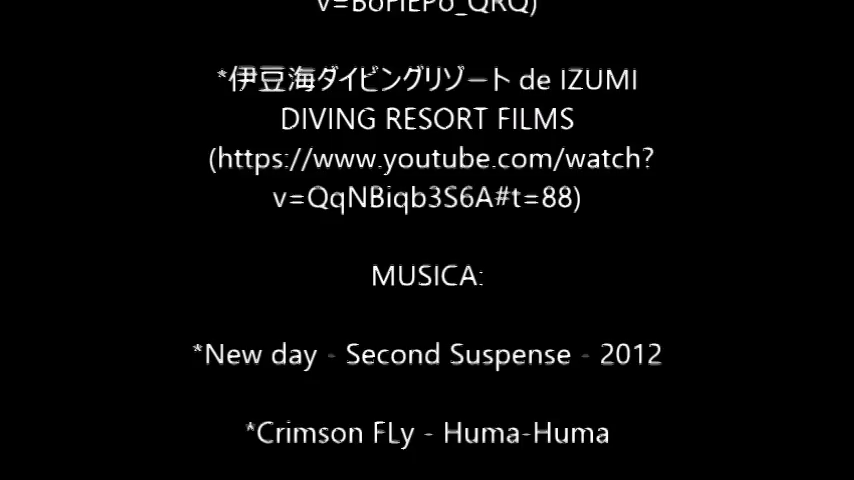 *伊豆海ダイビングリゾート de IZUMI
DIVING RESORT FILMS
(https://www.youtube.com/watch?
v=QqNBiqb3S6A#t=88)
MUSICA:
*New day - Second Suspense - 2012
*Crimson FLy - Huma-Huma